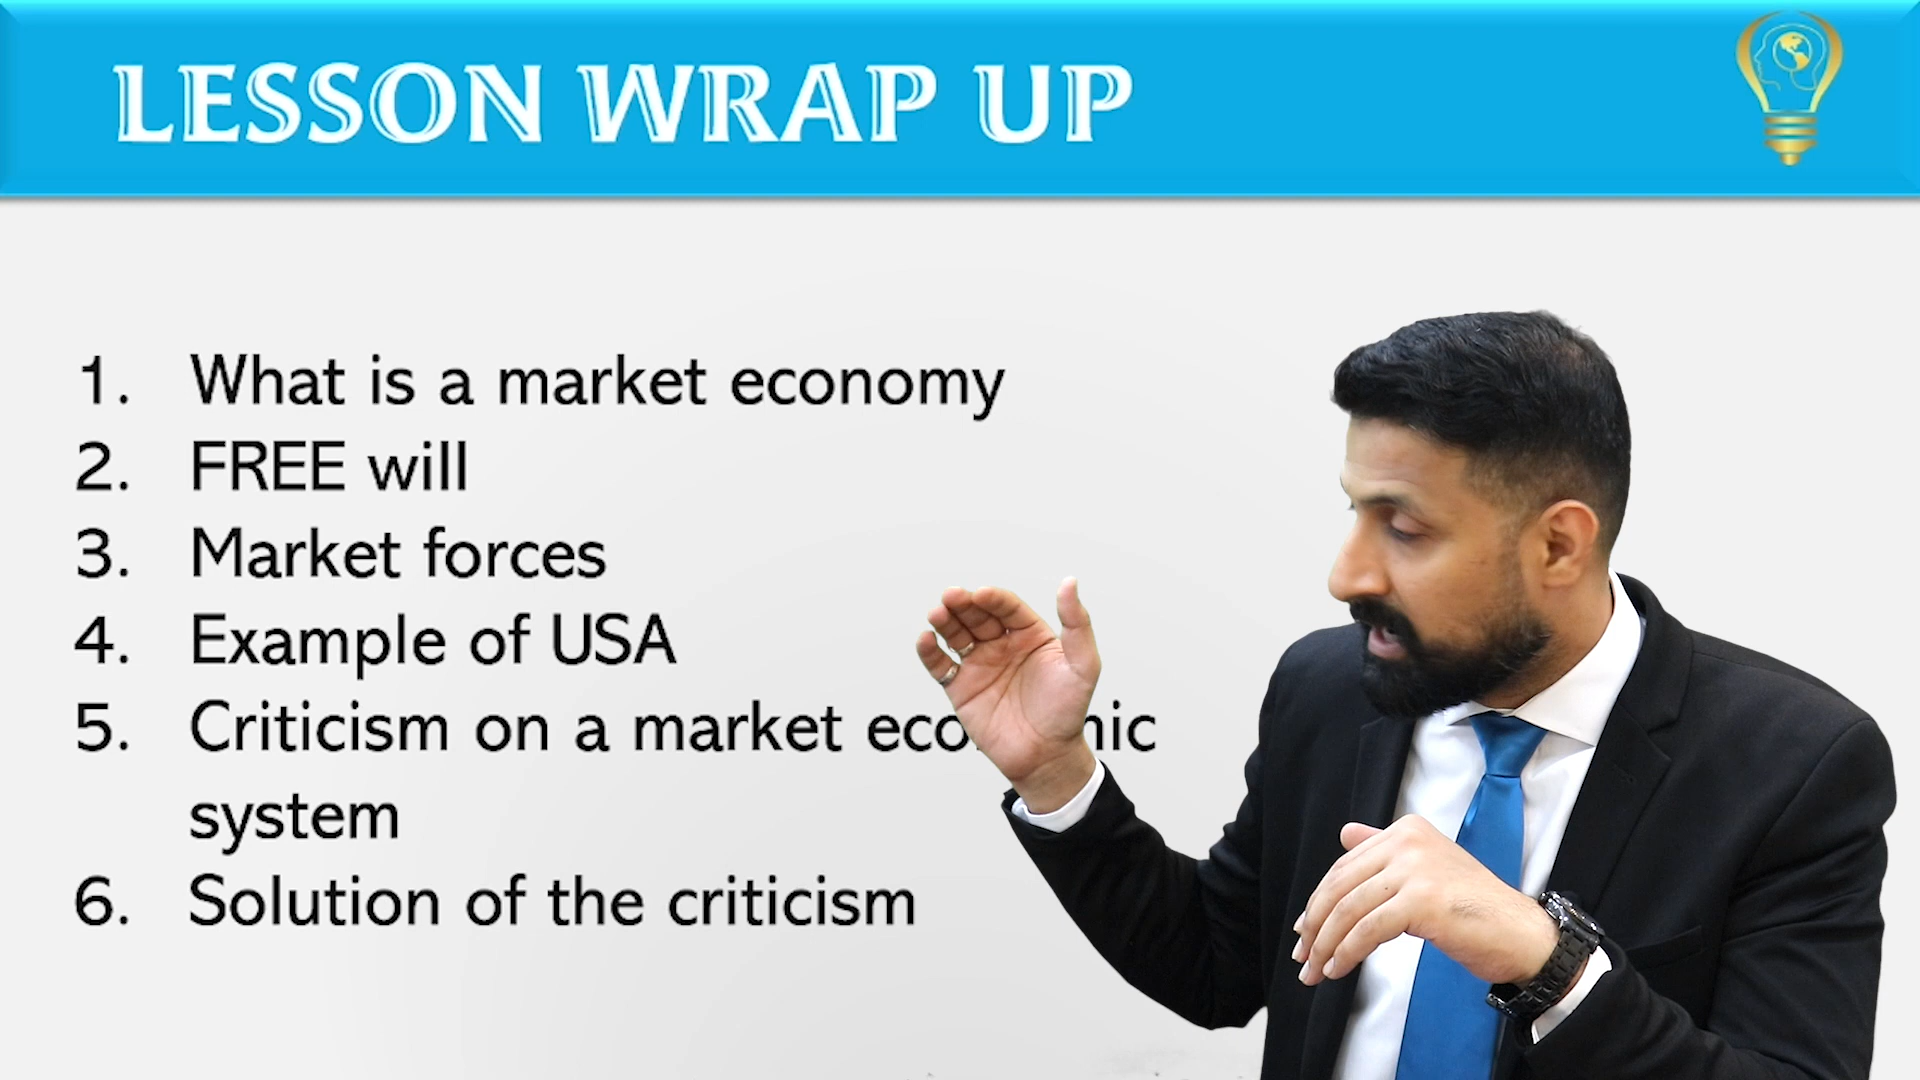 LESSON WRAP UP
1. What is a market economy
2. FREE will
3. Market forces
4. Example of USA
5. Criticism on a market
system
6. Solution of the criticism